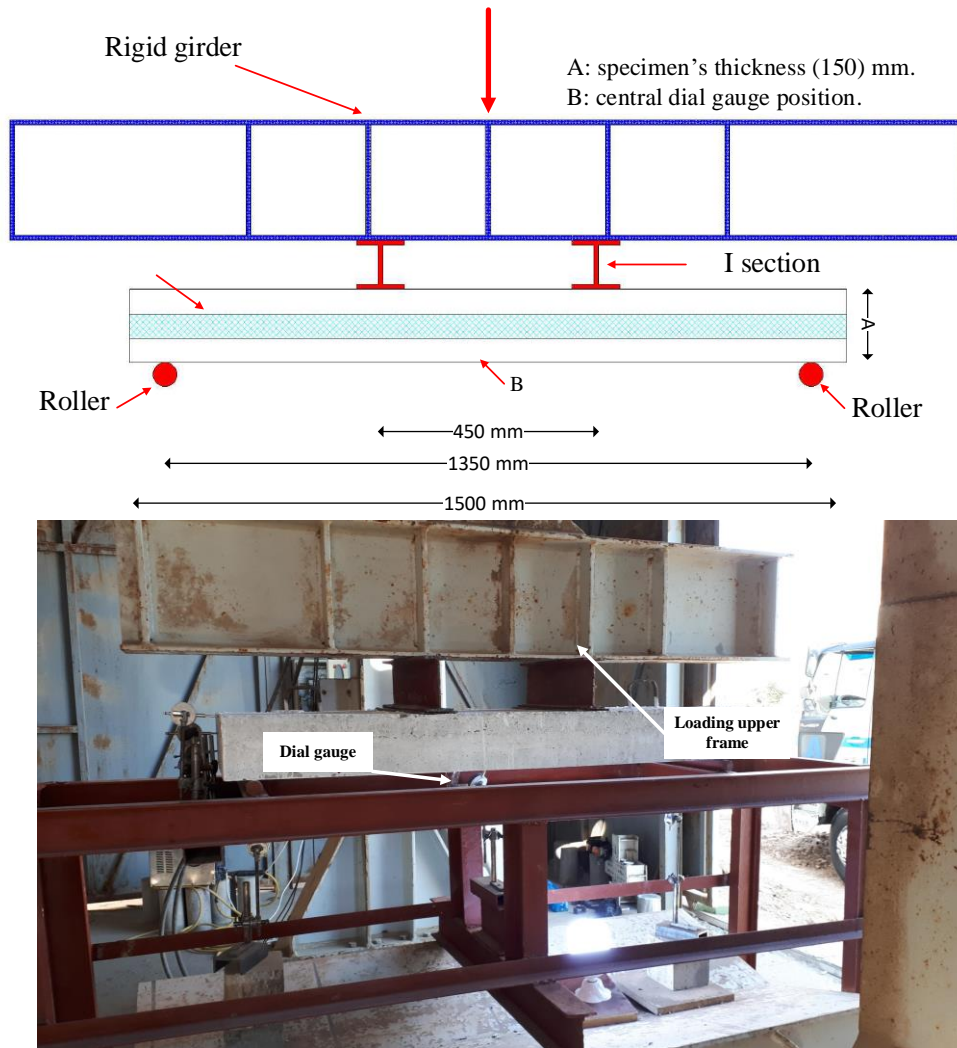 Rigid girder
A: specimen’s thickness (150) mm.
B: central dial gauge position.
I section
A
B
Roller
Roller
450 mm
1350 mm
1500 mm
Dial gauge
Loading upper
frame